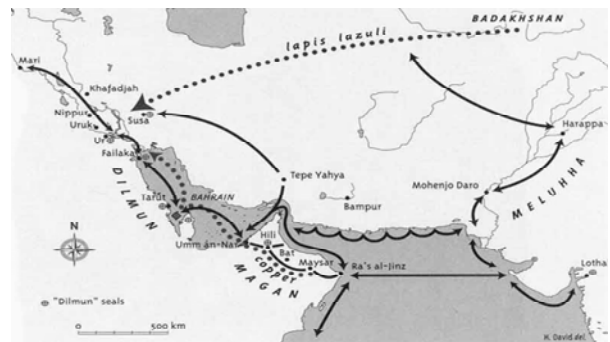 BADAKHSHAN
lapis lazuli
Mari
Khafadjah
Nippur
Uruk
Ur
Susa
Failaka
Harappa
DILMUN
Tarut
BAHRAIN
Tepe Yahya
Bampur
Mohenjo Daro
MELUHHA
N
Umm an-Nar
Hili
Bat
copper
Maysar
MAGAN
Ra's al-Jinz
Lothal
"Dilmun" seals
0
500 km
H. David.del